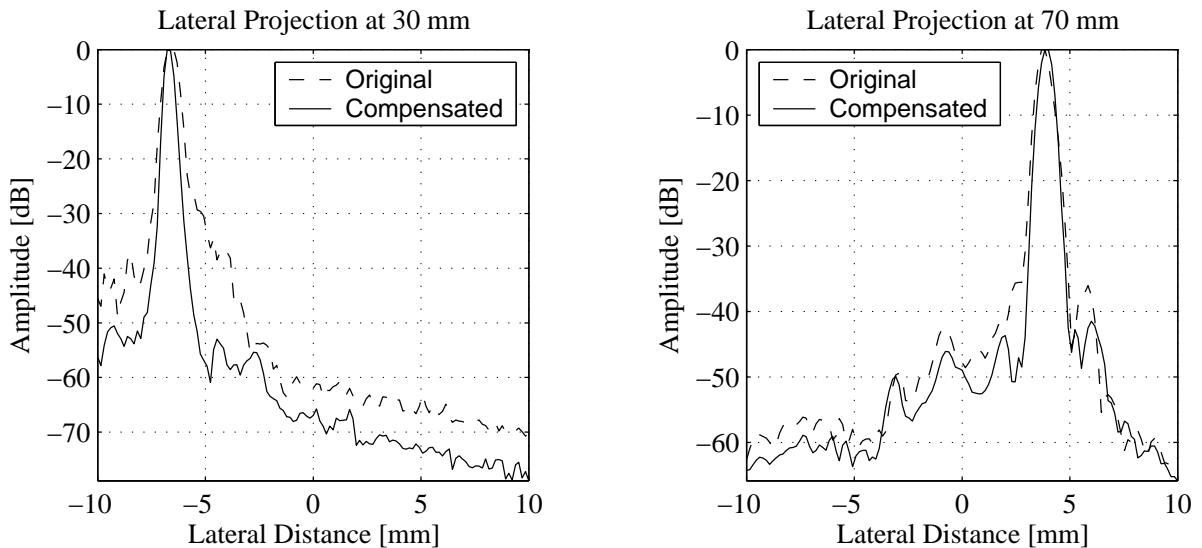 Lateral Projection at 30 mm
0
−10
−20
−30
−40
−50
−60
−70
Amplitude [dB]
Original
Compensated
−10 −5 0 5 10
Lateral Distance [mm]
Lateral Projection at 70 mm
0
−10
−20
−30
−40
−50
−60
Amplitude [dB]
Original
Compensated
−10 −5 0 5 10
Lateral Distance [mm]